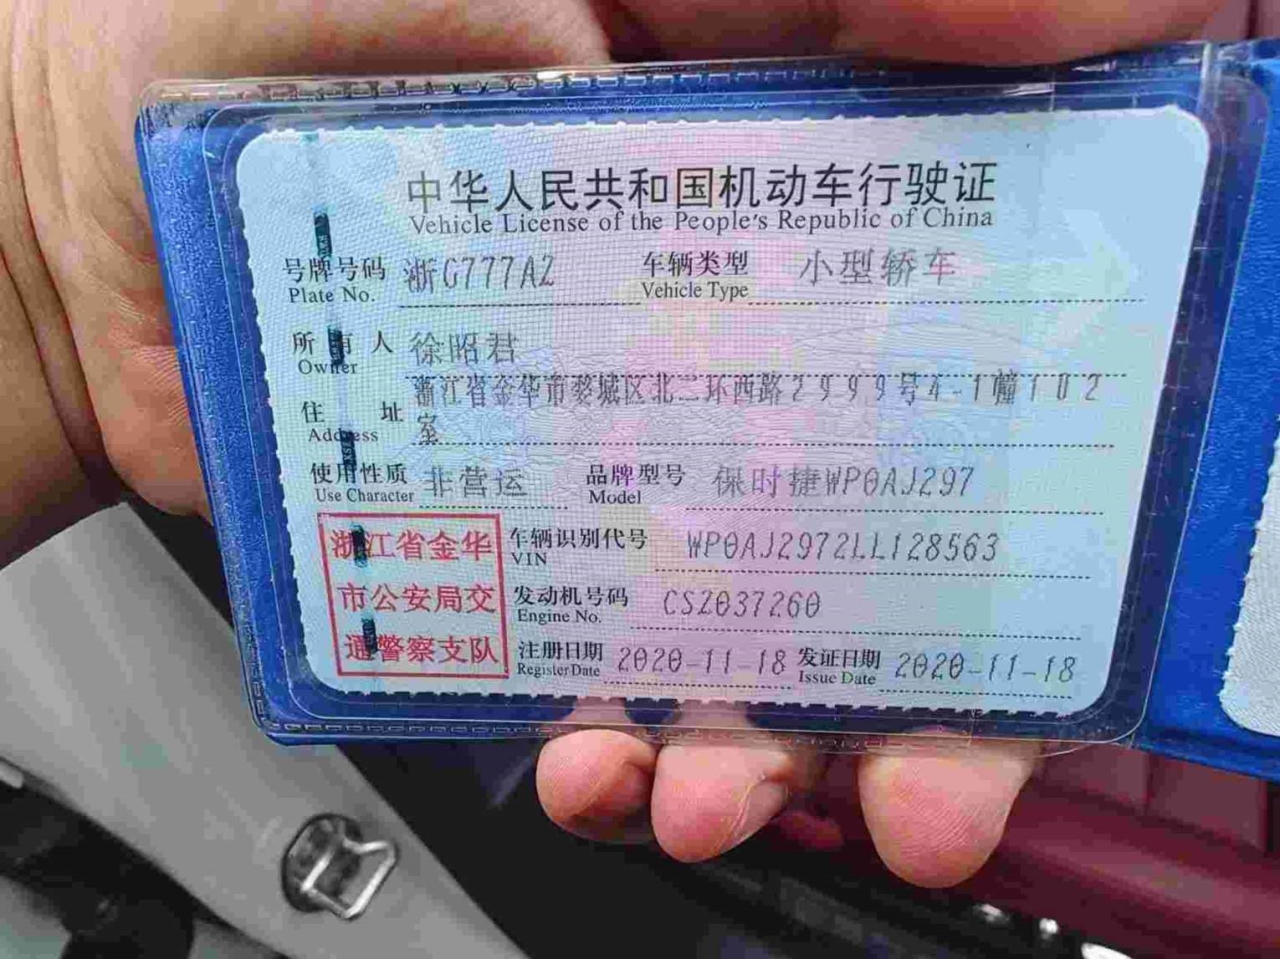 中华人民共和国机动车行驶证
Vehicle License of the People's Republic of China
号牌号码 浙G777AZ 车辆类型 小型轿车
Plate No. Vehicle Type
所有人 徐昭君
Owner
浙江省金华市婺城区北二环西路2999号4-1幢102
住址 室
Address
使用性质 非营运 品牌型号 保时捷WP0AJ297
Use Character Model
浙江省金华
市公安局交
通警察支队
车辆识别代号 WP0AJ2972LL128563
VIN
发动机号码 CSZ037260
Engine No.
注册日期 2020-11-18 发证日期 2020-11-18
Register Date Issue Date